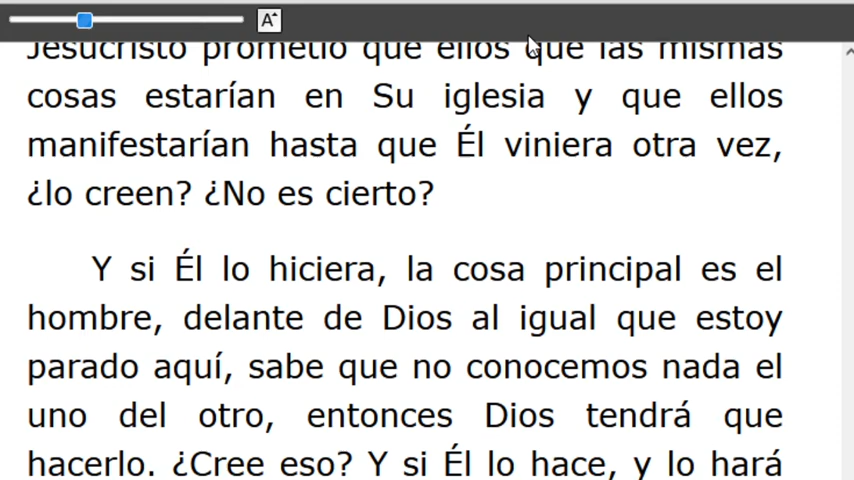 Jesucristo prometió que ellos que las mismas
cosas estarían en Su iglesia y que ellos
manifestarían hasta que Él viniera otra vez,
¿lo creen? ¿No es cierto?
Y si Él lo hiciera, la cosa principal es el
hombre, delante de Dios al igual que estoy
parado aquí, sabe que no conocemos nada el
uno del otro, entonces Dios tendrá que
hacerlo. ¿Cree eso? Y si Él lo hace, y lo hará